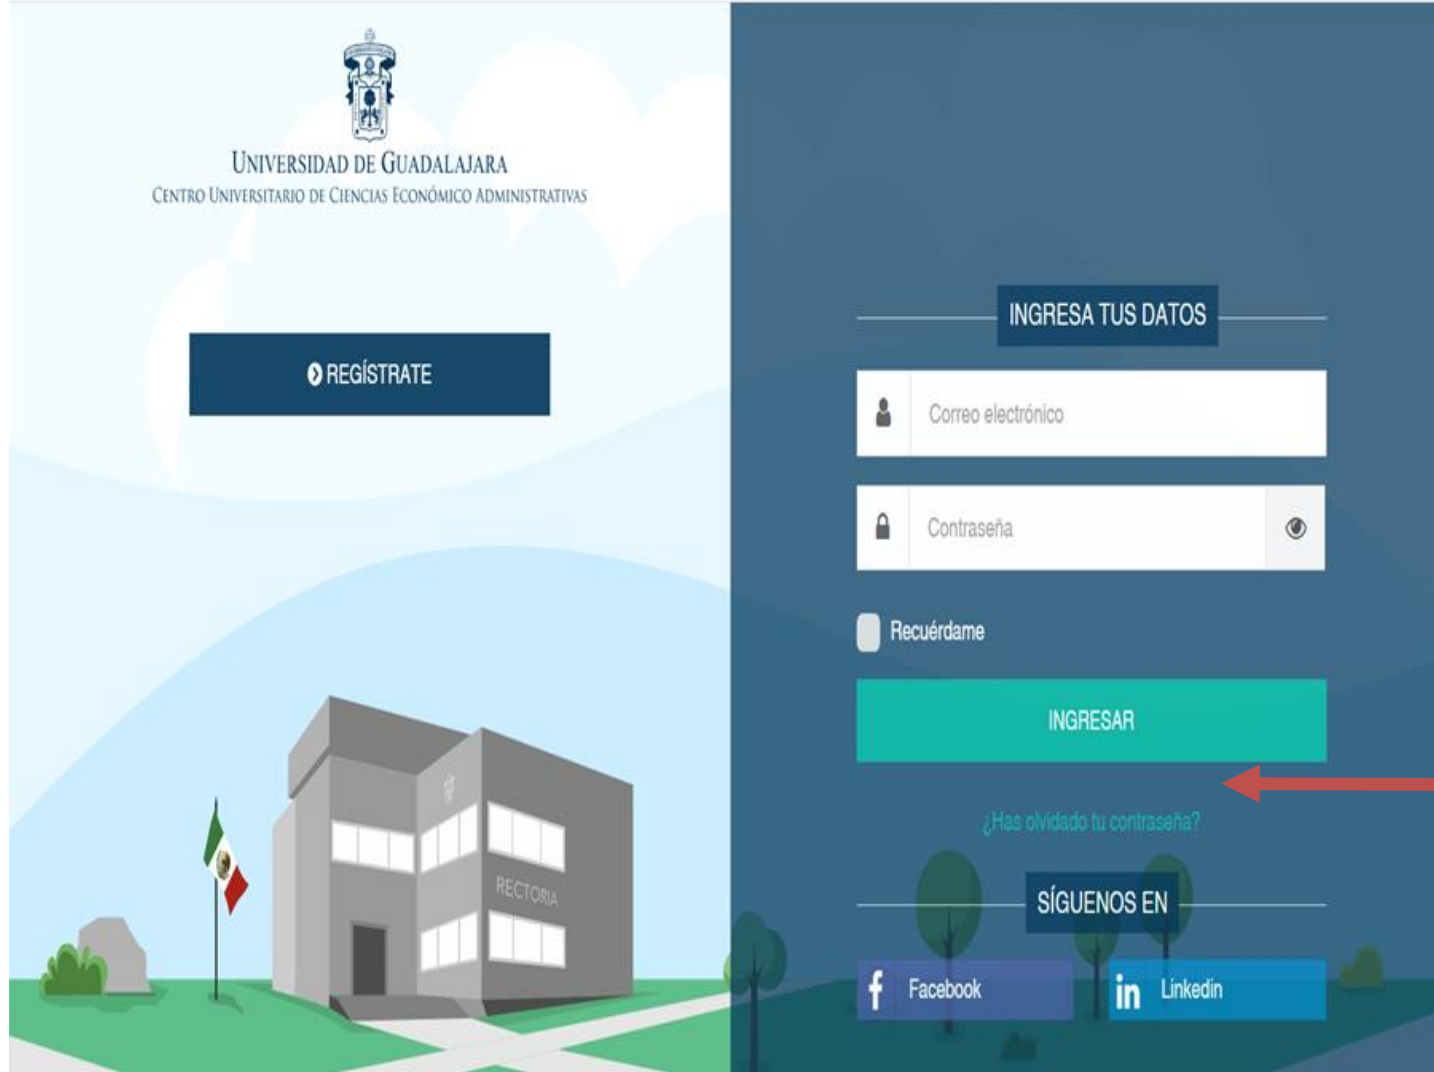 UNIVERSIDAD DE GUADALAJARA
CENTRO UNIVERSITARIO DE CIENCIAS ECONÓMICO ADMINISTRATIVAS
REGÍSTRATE
RECTORIA
INGRESA TUS DATOS
Correo electrónico
Contraseña
Recuérdame
INGRESAR
¿Has olvidado tu contraseña?
SÍGUENOS EN
f Facebook
in Linkedin